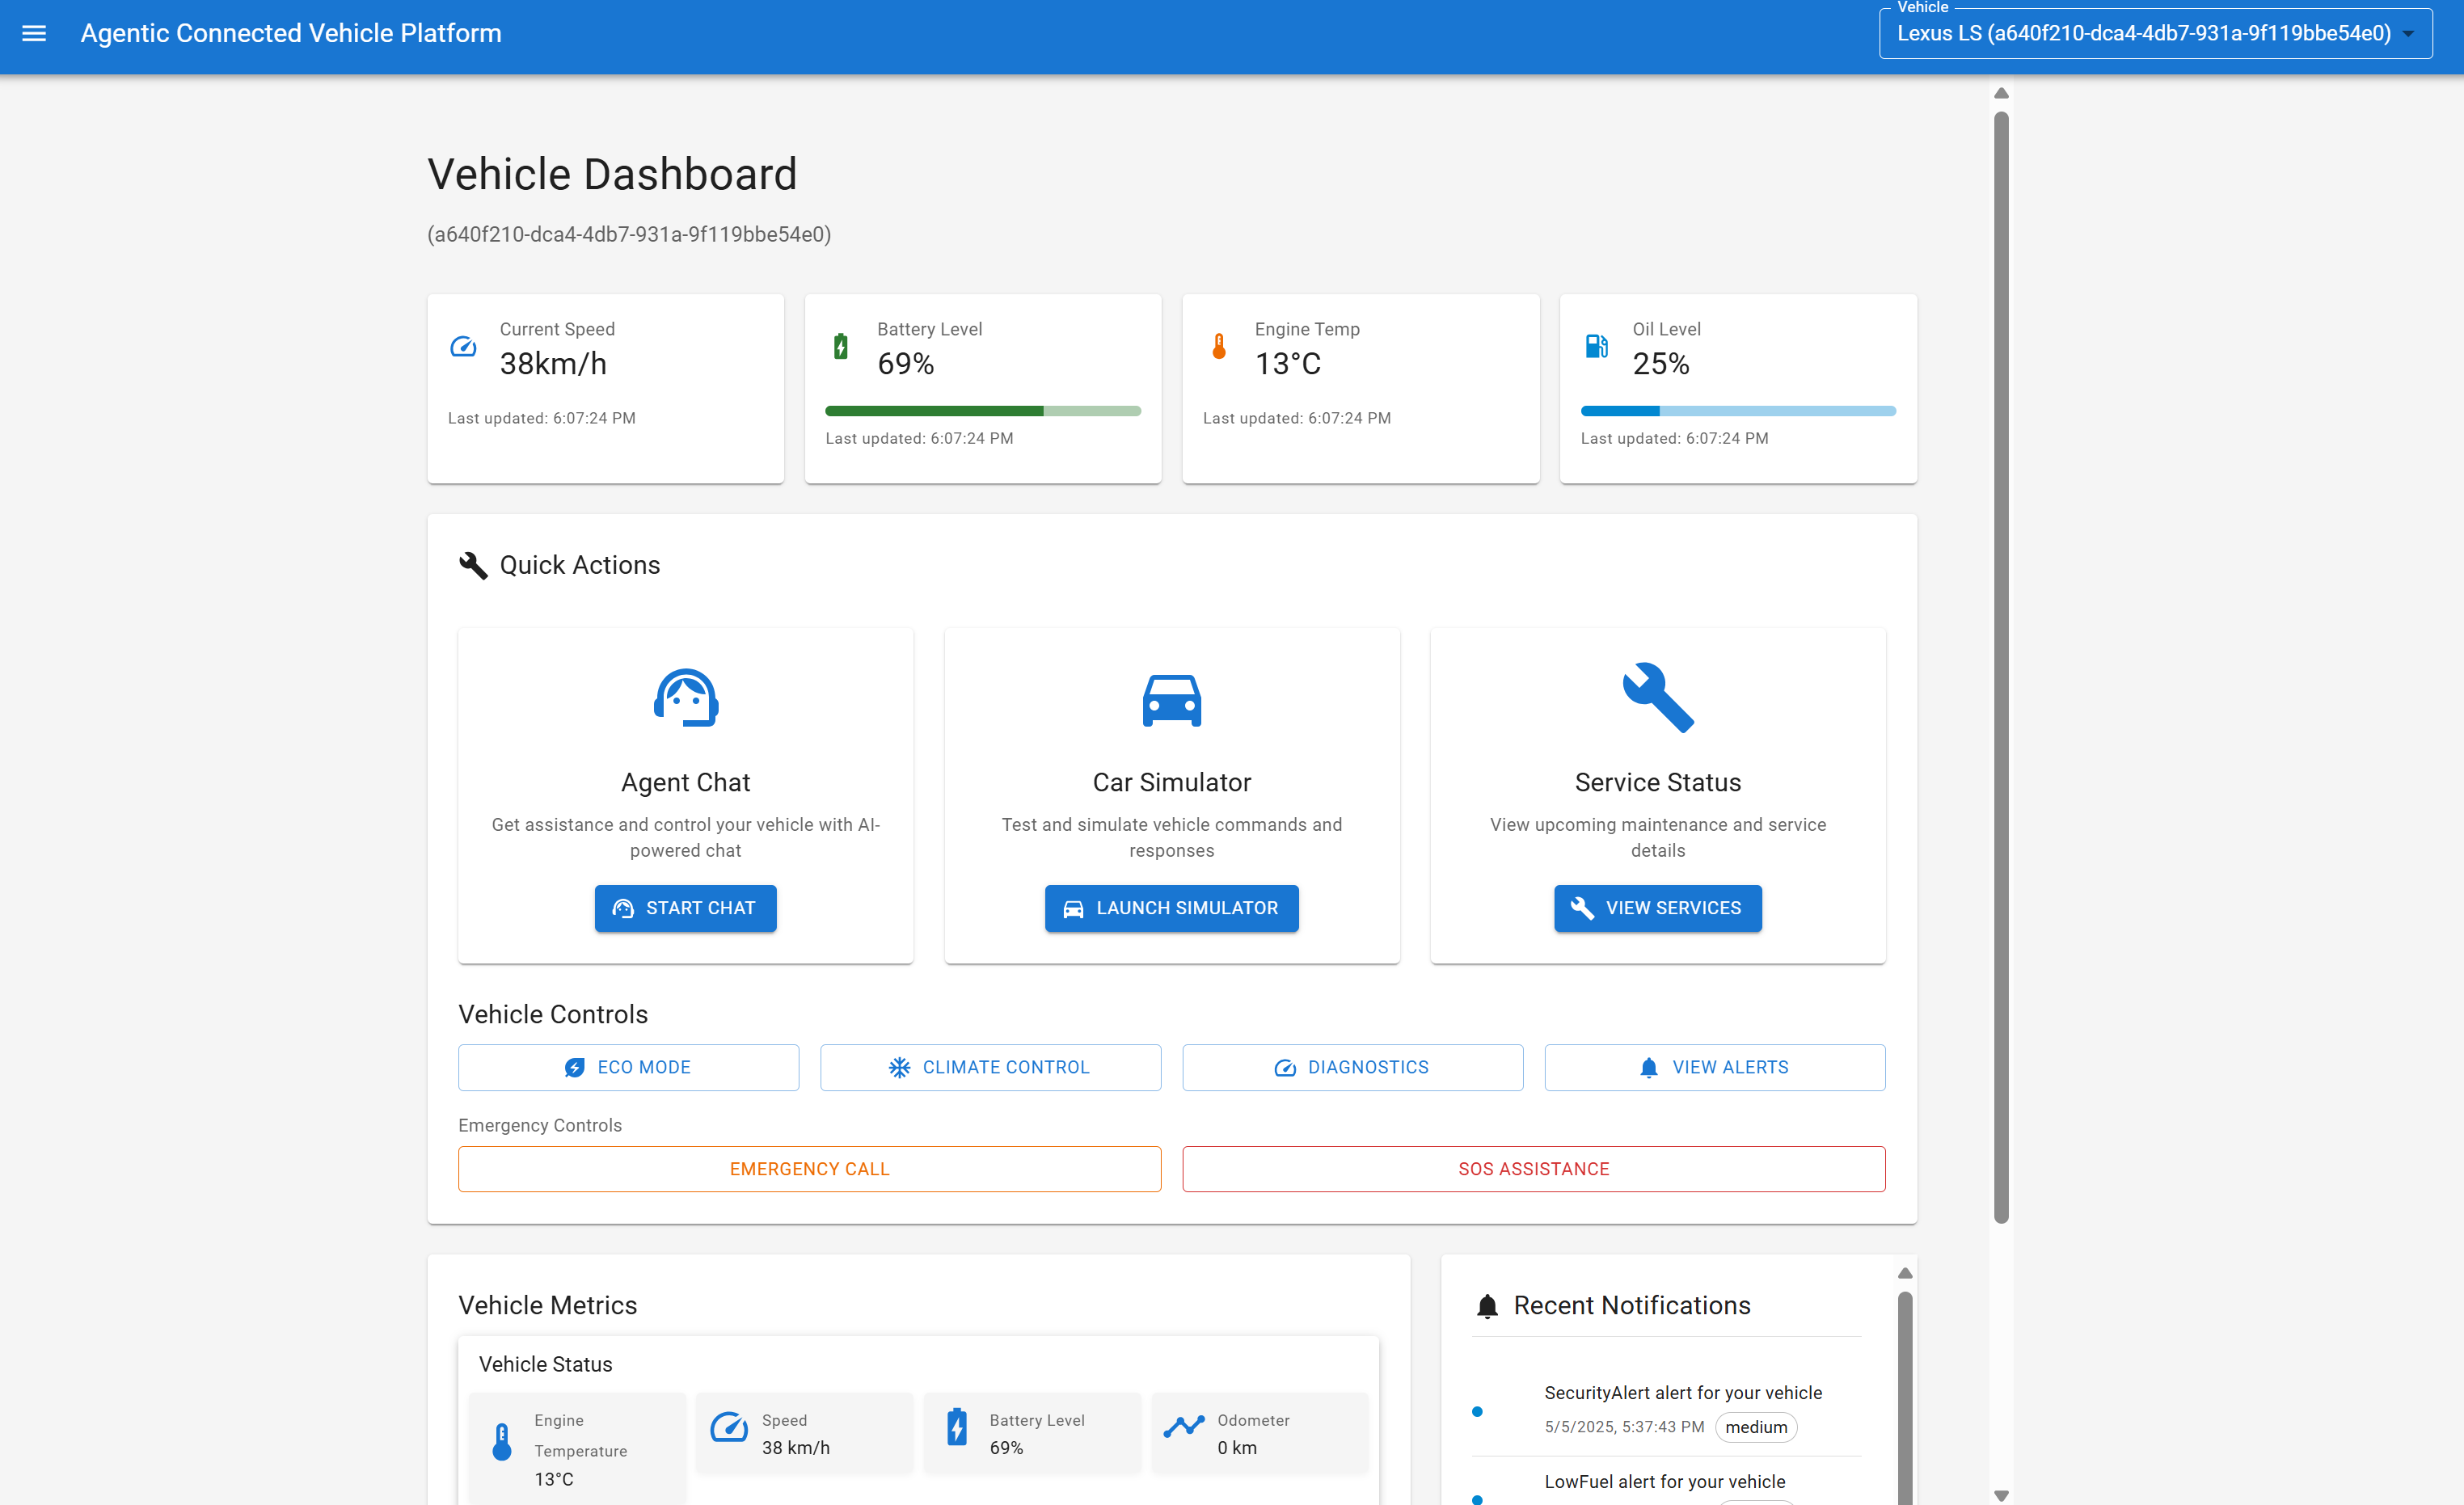 Agentic Connected Vehicle Platform
Vehicle
Lexus LS (a640f210-dca4-4db7-931a-9f119bbe54e0)
Vehicle Dashboard
(a640f210-dca4-4db7-931a-9f119bbe54e0)
Current Speed
38km/h
Last updated: 6:07:24 PM
Battery Level
69%
Last updated: 6:07:24 PM
Engine Temp
13°C
Last updated: 6:07:24 PM
Oil Level
25%
Last updated: 6:07:24 PM
Quick Actions
Agent Chat
Get assistance and control your vehicle with AI-
powered chat
START CHAT
Car Simulator
Test and simulate vehicle commands and
responses
LAUNCH SIMULATOR
Service Status
View upcoming maintenance and service
details
VIEW SERVICES
Vehicle Controls
ECO MODE
CLIMATE CONTROL
DIAGNOSTICS
VIEW ALERTS
Emergency Controls
EMERGENCY CALL
SOS ASSISTANCE
Vehicle Metrics
Vehicle Status
Engine
Temperature
13°C
Speed
38 km/h
Battery Level
69%
Odometer
0 km
Recent Notifications
SecurityAlert alert for your vehicle
5/5/2025, 5:37:43 PM
medium
LowFuel alert for your vehicle